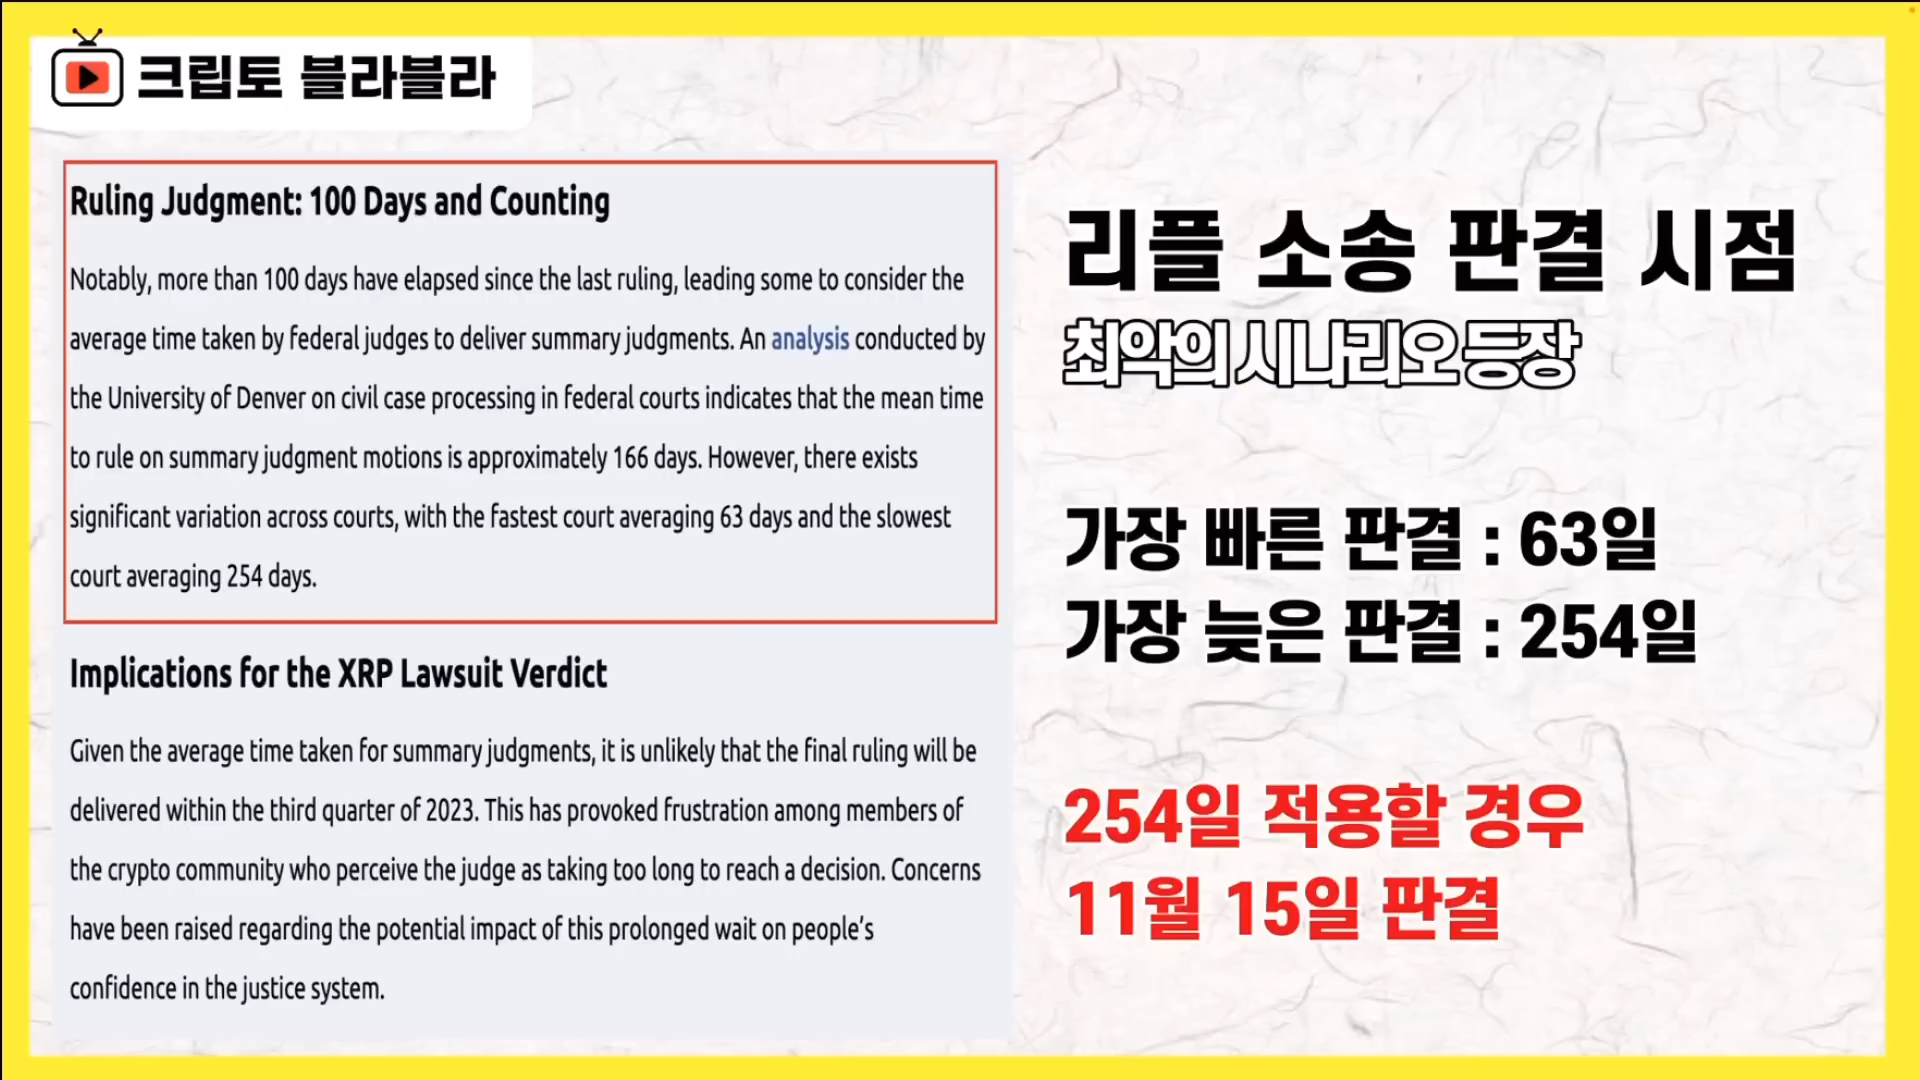 크립토 블라블라
Ruling Judgment: 100 Days and Counting
Notably, more than 100 days have elapsed since the last ruling, leading some to consider the
average time taken by federal judges to deliver summary judgments. An analysis conducted by
the University of Denver on civil case processing in federal courts indicates that the mean time
to rule on summary judgment motions is approximately 166 days. However, there exists
significant variation across courts, with the fastest court averaging 63 days and the slowest
court averaging 254 days.
Implications for the XRP Lawsuit Verdict
Given the average time taken for summary judgments, it is unlikely that the final ruling will be
delivered within the third quarter of 2023. This has provoked frustration among members of
the crypto community who perceive the judge as taking too long to reach a decision. Concerns
have been raised regarding the potential impact of this prolonged wait on people’s
confidence in the justice system.
리플 소송 판결 시점
최악의 시나리오 등장
가장 빠른 판결 : 63일
가장 늦은 판결 : 254일
254일 적용할 경우
11월 15일 판결